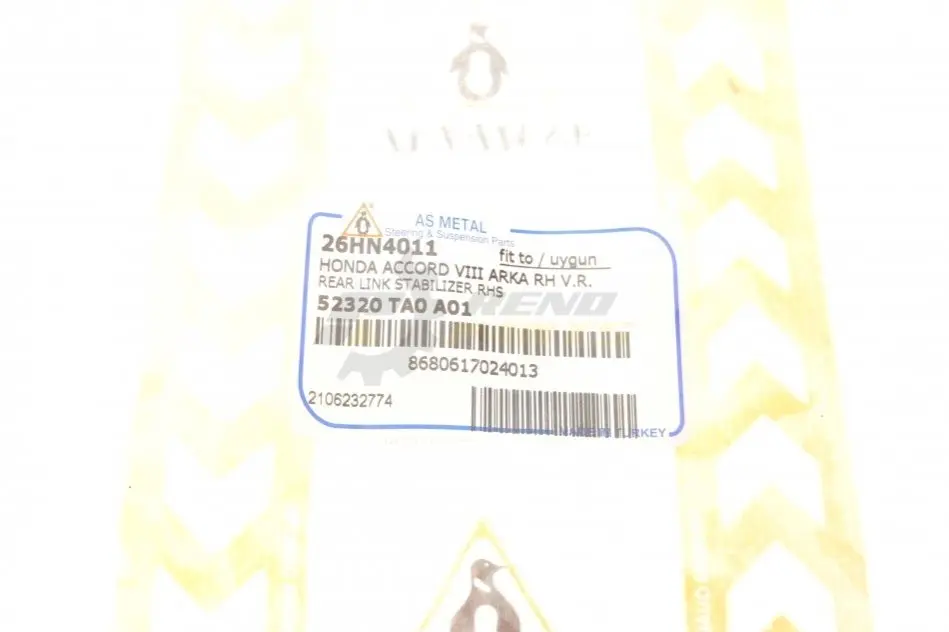 AS METAL
Steering & Suspension Parts
26HN4011
fit to / uygun
HONDA ACCORD VIII ARKA RH V.R.
REAR LINK STABILIZER RHS
52320 TA0 A01
RENO
8680617024013
2106232774
MADE IN TURKEY